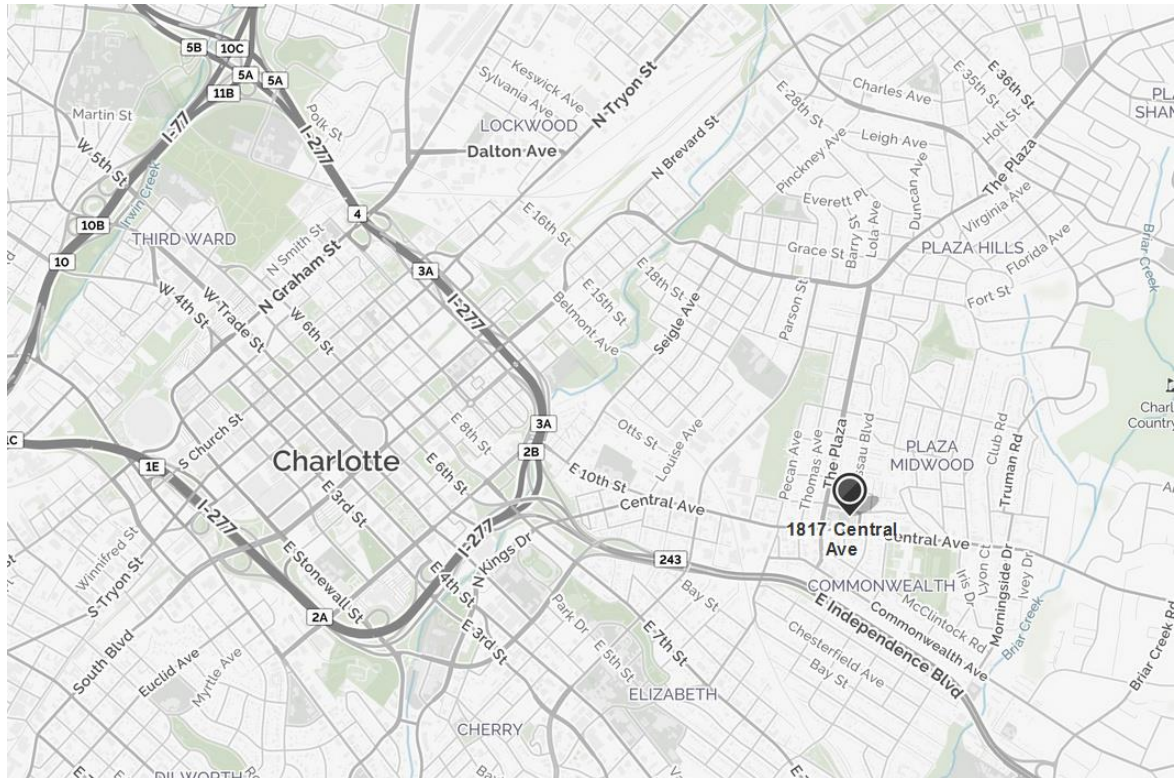 5B
10C
5A
5A
11B
Martin St
I-77
Polk St
I-277
Keswick Ave
Sylvania Ave
N-Tryon St
LOCKWOOD
Dalton Ave
N Brevard St
E 28th St
Charles Ave
E 35th St
E 36th St
Holt St
Leigh Ave
Pinckney Ave
Duncan Ave
The Plaza
Everett Pl
Barry St
Lola Ave
Grace St
Virginia Ave
PLAZA HILLS
Florida Ave
Fort St
Briar Creek
W 5th St
Irwin Creek
10B
10
THIRD WARD
4
N Smith St
N Graham St
3A
I-277
E 16th St
E 15th St
E 18th St
Belmont Ave
Seigle Ave
Parson St
W 4th St
W-Trade St
W 6th St
1E
S Church St
Charlotte
E 8th St
E 6th St
3A
2B
E 10th St
Otts St
Louise Ave
Central Ave
Pecan Ave
Thomas Ave
The Plaza
PLAZA
MIDWOOD
Club Rd
Truman Rd
Country
1817 Central
Ave
Central Ave
I-277
E 3rd St
E Stonewall St
I-277
N Kings Dr
E 4th St
E-3rd St
243
Bay St
COMMONWEALTH
Iris Dr
Lyon Ct
Morningside Dr
Ivey Dr
McClintock Rd
Commonwealth Ave
E Independence Blvd
Chesterfield Ave
Bay St
Briar Creek
Briar Creek Rd
Winnifred St
S Tryon St
2A
South Blvd
Euclid Ave
Myrtle Ave
Park Dr
E 5th St
E-7th St
ELIZABETH
CHERRY
DILWORTH